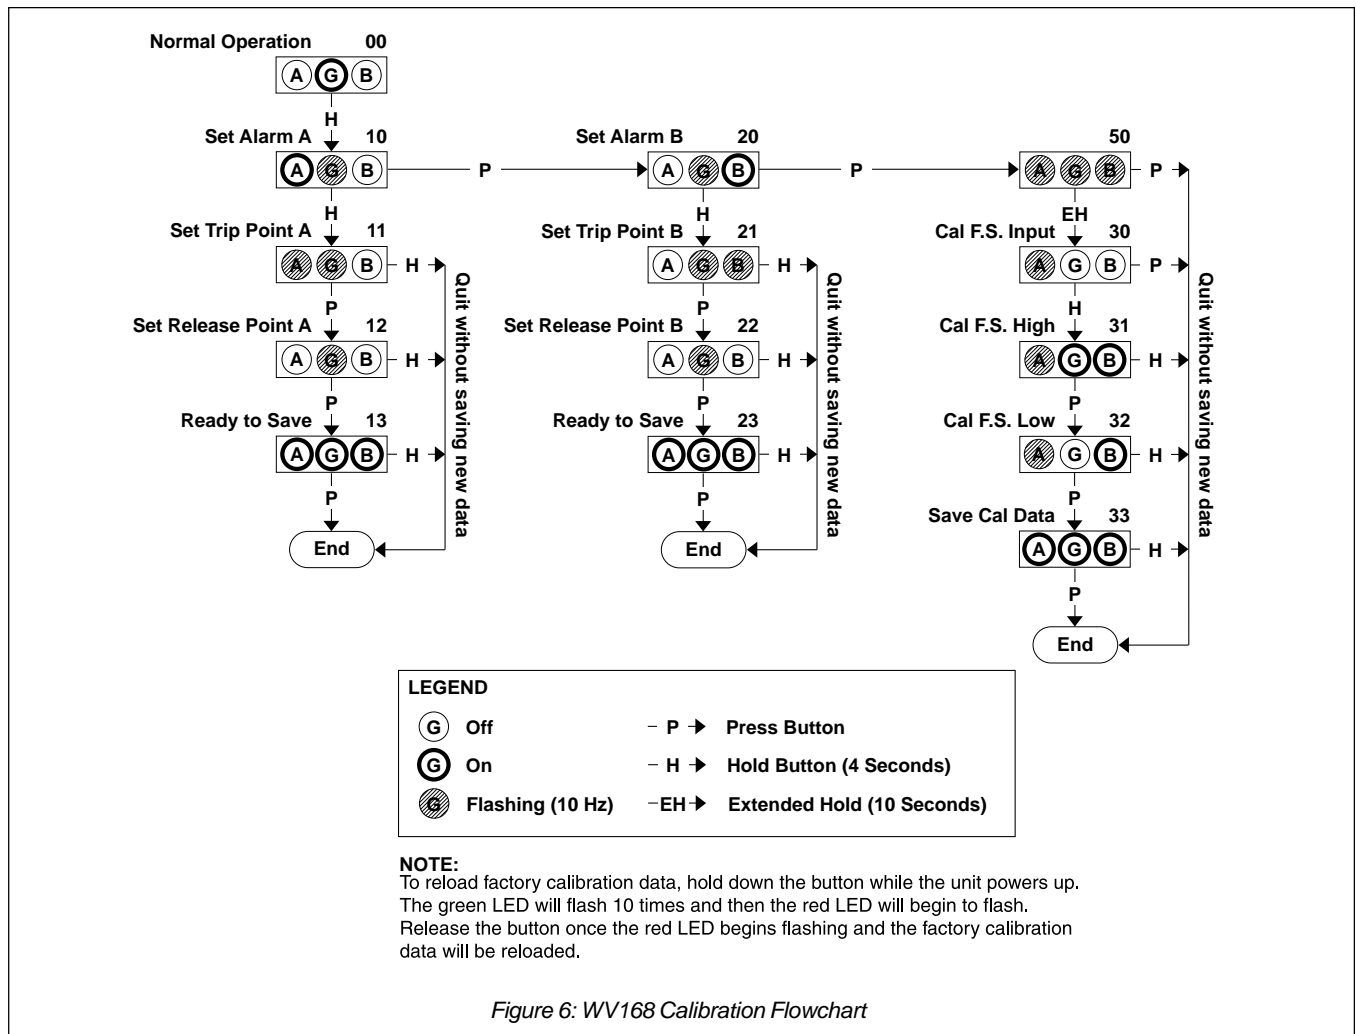 Normal Operation 00
A G B
H
Set Alarm A 10
A G B
P
Set Alarm B 20
A G B
P
50
A G B
P
H
H
EH
Set Trip Point A 11
A G B
H
Set Trip Point B 21
A G B
H
Cal F.S. Input 30
A G B
P
P
P
H
Set Release Point A 12
A G B
H
Set Release Point B 22
A G B
H
Cal F.S. High 31
A G B
H
P
P
P
Ready to Save 13
A G B
H
Ready to Save 23
A G B
H
Cal F.S. Low 32
A G B
H
P
P
P
Quit without saving new data
Quit without saving new data
Quit without saving new data
End
End
Save Cal Data 33
A G B
H
P
End
LEGEND
G Off
P Press Button
G On
H Hold Button (4 Seconds)
G Flashing (10 Hz)
EH Extended Hold (10 Seconds)
NOTE:
To reload factory calibration data, hold down the button while the unit powers up.
The green LED will flash 10 times and then the red LED will begin to flash.
Release the button once the red LED begins flashing and the factory calibration
data will be reloaded.
Figure 6: WV168 Calibration Flowchart